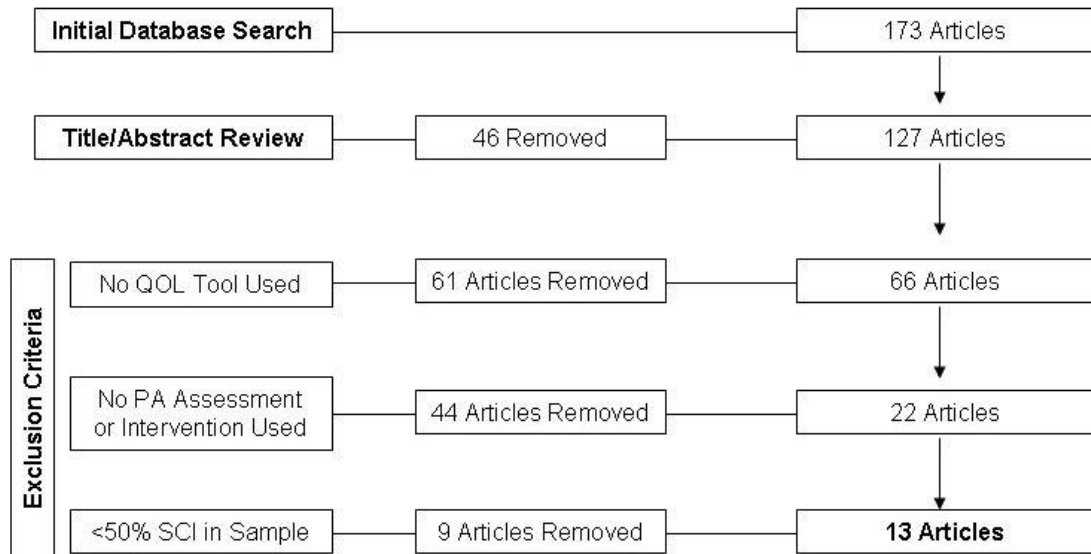 Initial Database Search
173 Articles
Title/Abstract Review
46 Removed
127 Articles
Exclusion Criteria
No QOL Tool Used
61 Articles Removed
66 Articles
No PA Assessment
or Intervention Used
44 Articles Removed
22 Articles
<50% SCI in Sample
9 Articles Removed
13 Articles